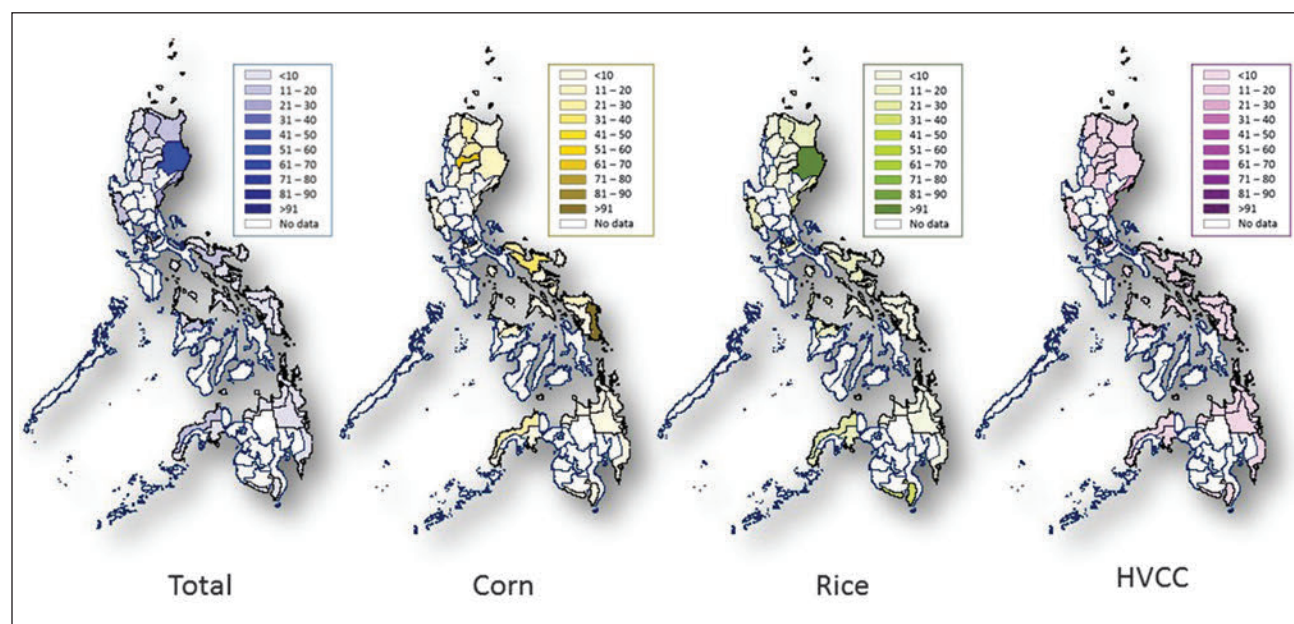 <10
11 – 20
21 – 30
31 – 40
41 – 50
51 – 60
61 – 70
71 – 80
81 – 90
>91
No data
<10
11 – 20
21 – 30
31 – 40
41 – 50
51 – 60
61 – 70
71 – 80
81 – 90
>91
No data
<10
11 – 20
21 – 30
31 – 40
41 – 50
51 – 60
61 – 70
71 – 80
81 – 90
>91
No data
<10
11 – 20
21 – 30
31 – 40
41 – 50
51 – 60
61 – 70
71 – 80
81 – 90
>91
No data
Total
Corn
Rice
HVCC